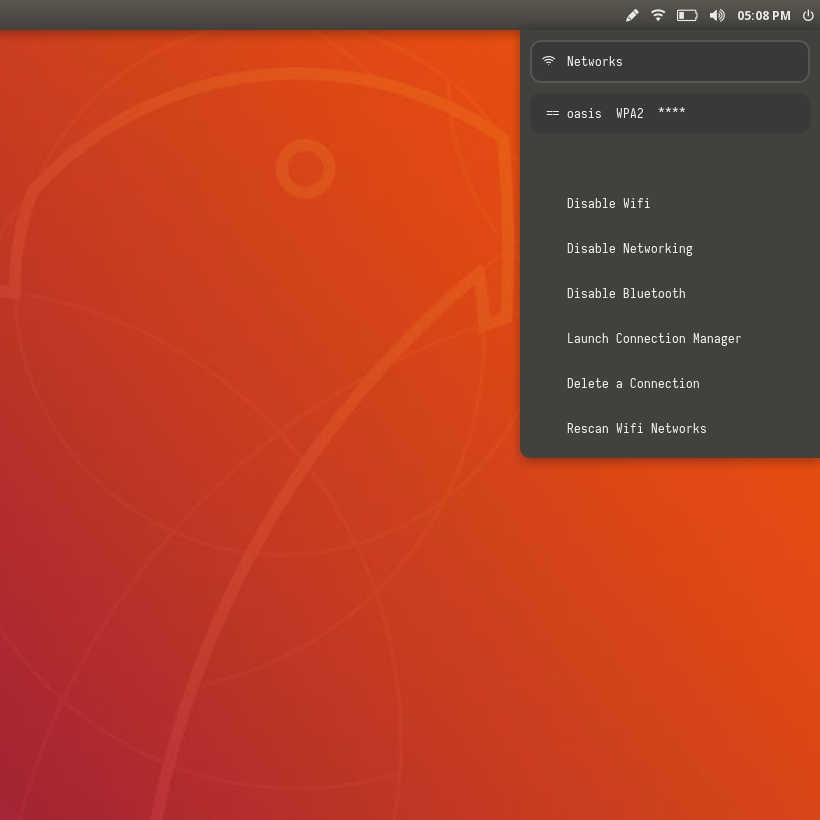 05:08 PM
Networks
== oasis  WPA2  ****
Disable Wifi
Disable Networking
Disable Bluetooth
Launch Connection Manager
Delete a Connection
Rescan Wifi Networks